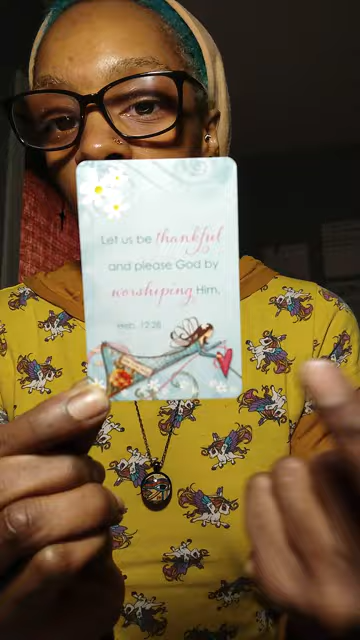 Let us be thankful
and please God by
worshiping Him.
Heb. 12:28